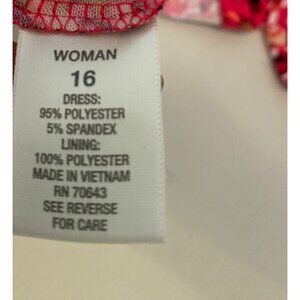 WOMAN
16
DRESS:
95% POLYESTER
5% SPANDEX
LINING:
100% POLYESTER
MADE IN VIETNAM
RN 70643
SEE REVERSE
FOR CARE